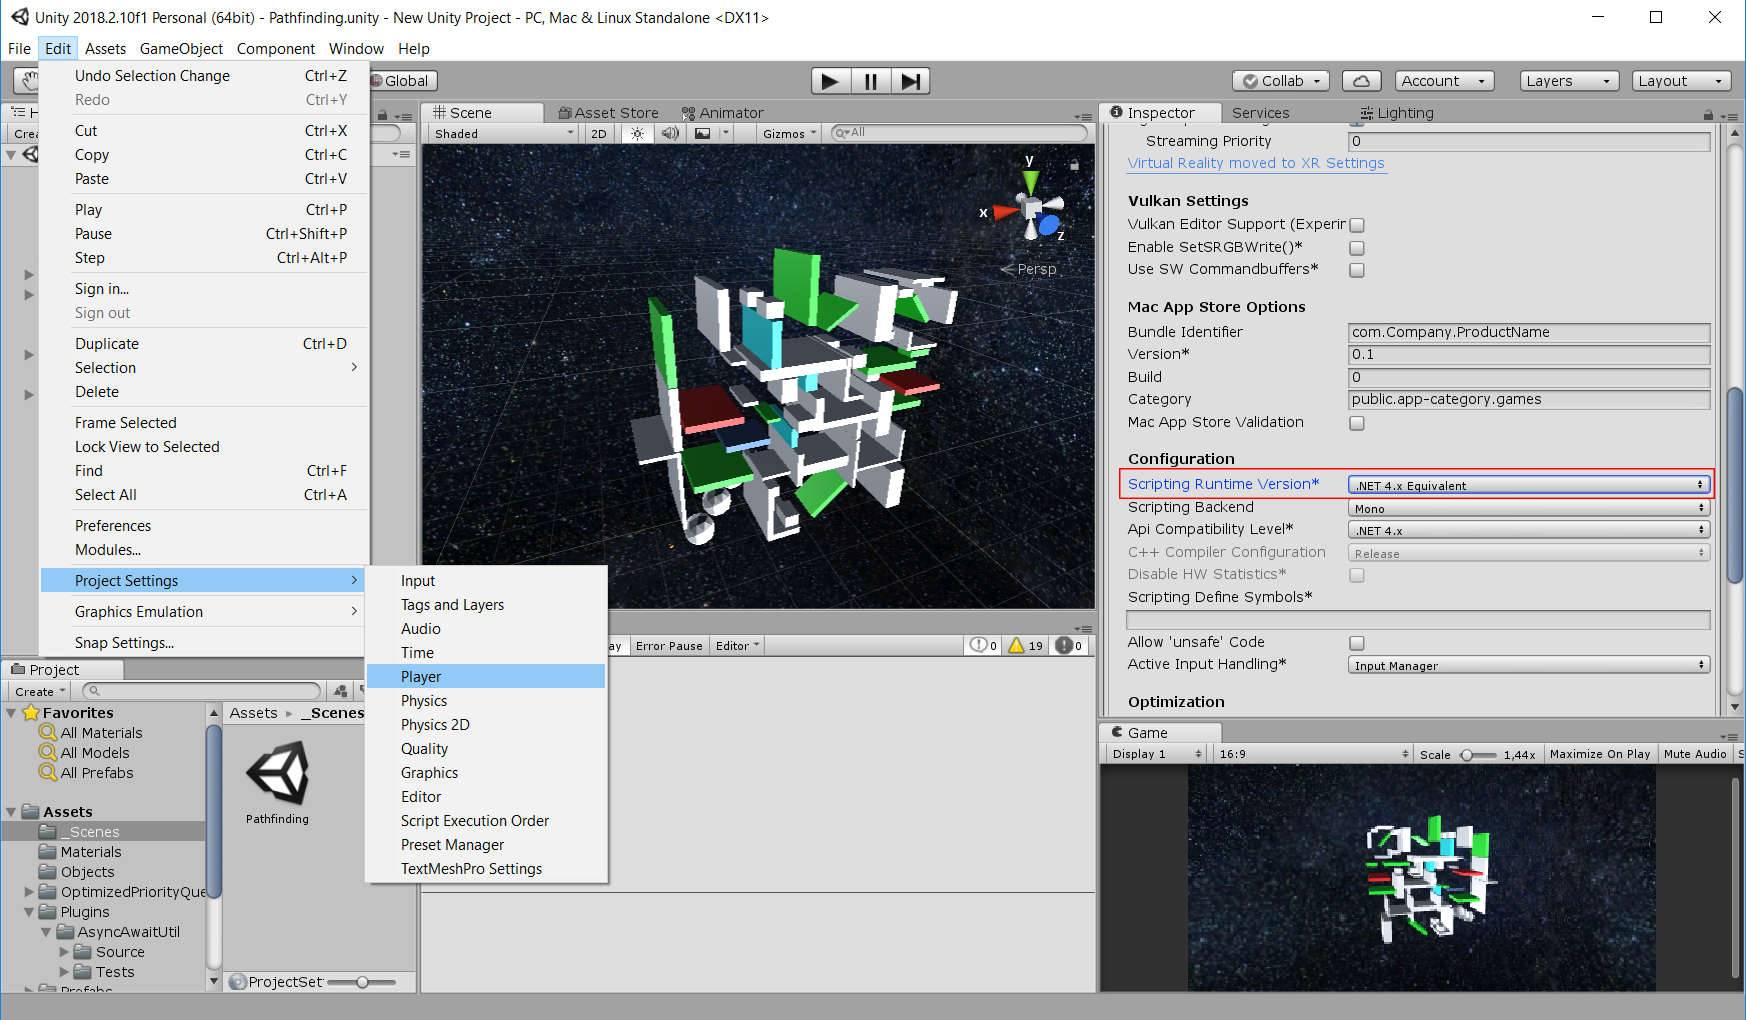 Unity 2018.2.10f1 Personal (64bit) - Pathfinding.unity - New Unity Project - PC, Mac & Linux Standalone <DX11>
File Edit Assets GameObject Component Window Help
Global
Collab
Account
Layers
Layout
Undo Selection Change Ctrl+Z
Redo Ctrl+Y
Cut Ctrl+X
Copy Ctrl+C
Paste Ctrl+V
Play Ctrl+P
Pause Ctrl+Shift+P
Step Ctrl+Alt+P
Sign in...
Sign out
Duplicate Ctrl+D
Selection
Delete
Frame Selected
Lock View to Selected
Find Ctrl+F
Select All Ctrl+A
Preferences
Modules...
Project Settings
Graphics Emulation
Snap Settings...
Input
Tags and Layers
Audio
Time
Player
Physics
Physics 2D
Quality
Graphics
Editor
Script Execution Order
Preset Manager
TextMeshPro Settings
Scene Asset Store Animator
Shaded 2D Gizmos All
y
x
z
Persp
Error Pause Editor 0 19 0
Project
Create
Favorites
All Materials
All Models
All Prefabs
Assets
_Scenes
Materials
Objects
OptimizedPriorityQue
Plugins
AsyncAwaitUtil
Source
Tests
Prefabs
Assets _Scenes
Pathfinding
ProjectSet
Inspector Services Lighting
Streaming Priority 0
Virtual Reality moved to XR Settings
Vulkan Settings
Vulkan Editor Support (Experir
Enable SetSRGBWrite()*
Use SW Commandbuffers*
Mac App Store Options
Bundle Identifier com.Company.ProductName
Version* 0.1
Build 0
Category public.app-category.games
Mac App Store Validation
Configuration
Scripting Runtime Version* .NET 4.x Equivalent
Scripting Backend Mono
Api Compatibility Level* .NET 4.x
C++ Compiler Configuration Release
Disable HW Statistics*
Scripting Define Symbols*
Allow 'unsafe' Code
Active Input Handling* Input Manager
Optimization
Game
Display 1 16:9 Scale 1,44x Maximize On Play Mute Audio S